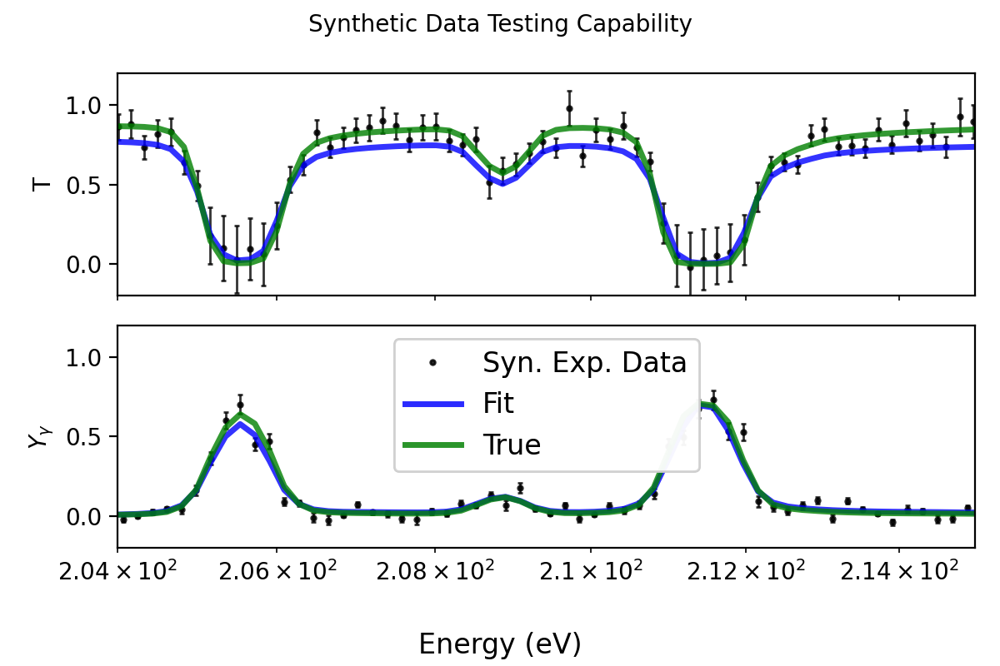 Synthetic Data Testing Capability
1.0
0.5
0.0
T
1.0
0.5
0.0
Yγ
Syn. Exp. Data
Fit
True
2.04 × 10² 2.06 × 10² 2.08 × 10² 2.1 × 10² 2.12 × 10² 2.14 × 10²
Energy (eV)